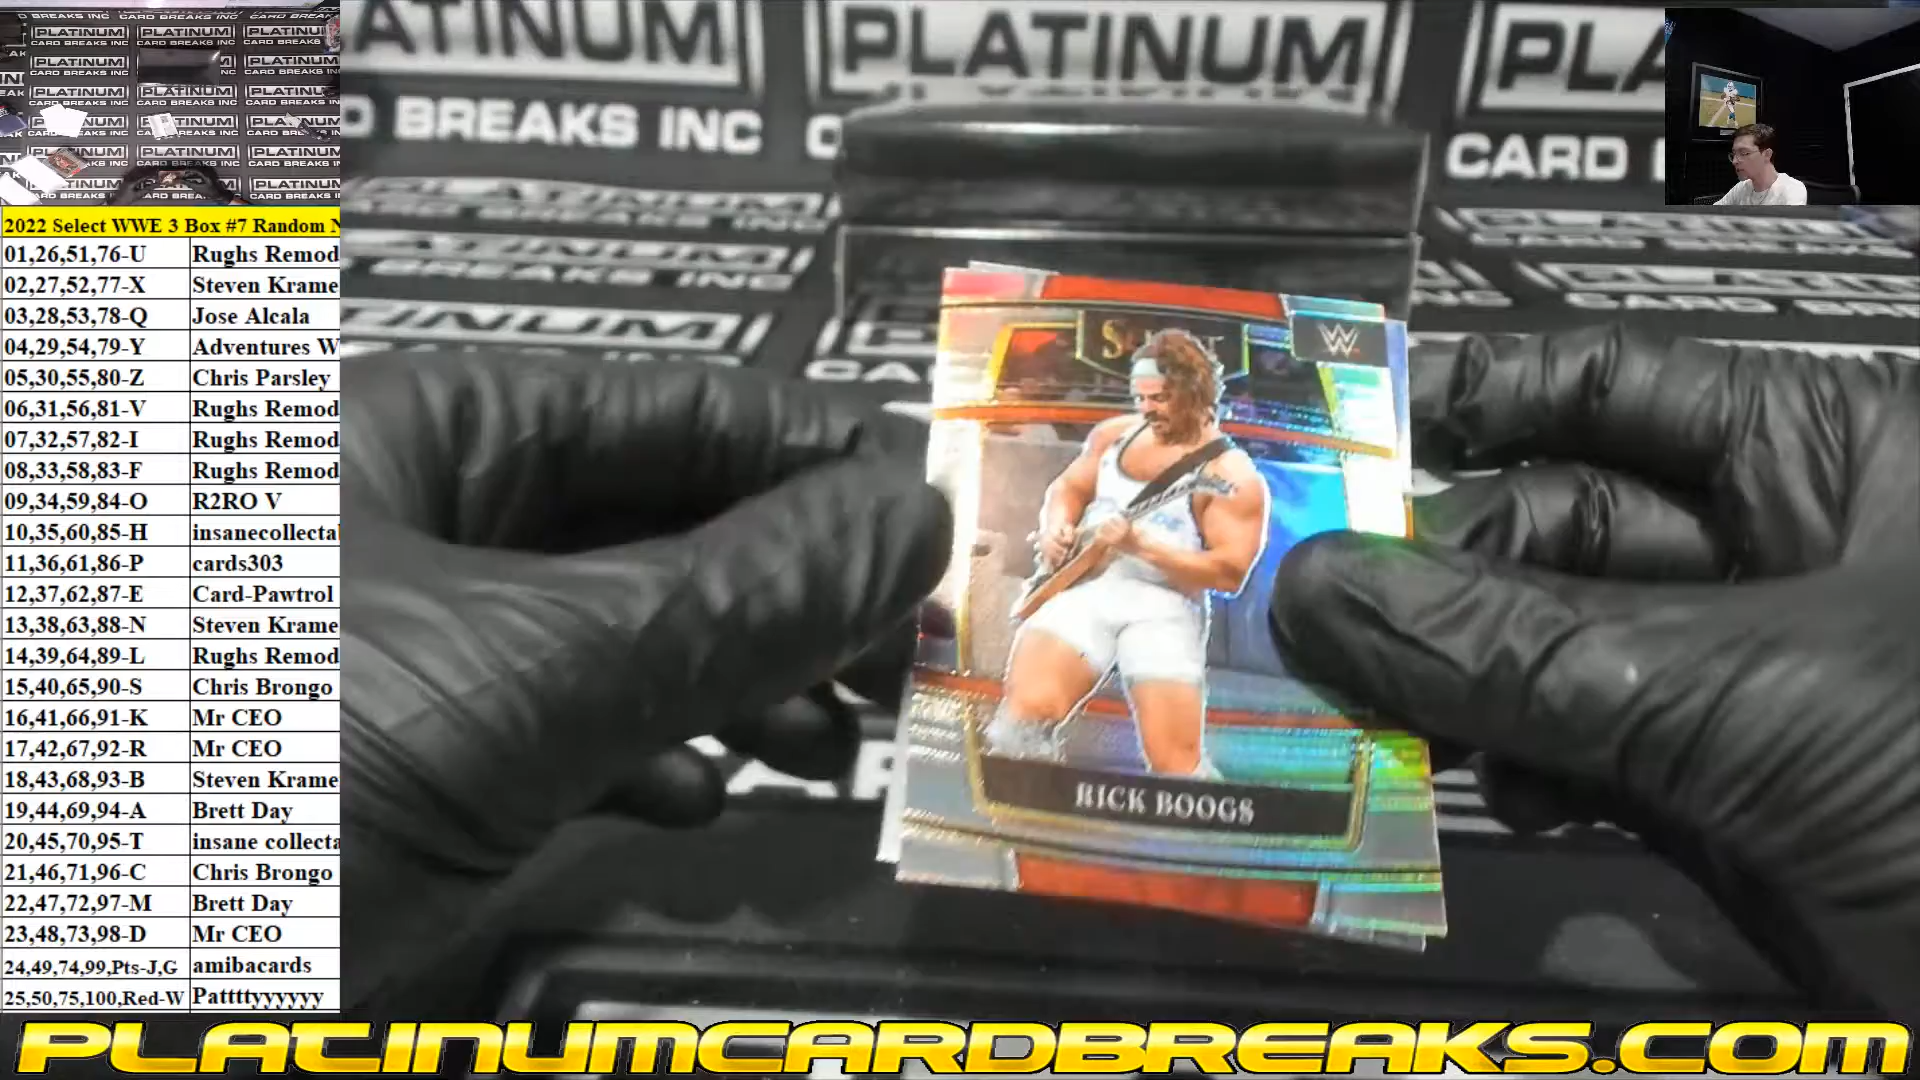 PLATINUM
CARD BREAKS INC
2022 Select WWE 3 Box #7 Random N
01,26,51,76-U Rughs Remod
02,27,52,77-X Steven Krame
03,28,53,78-Q Jose Alcala
04,29,54,79-Y Adventures W
05,30,55,80-Z Chris Parsley
06,31,56,81-V Rughs Remod
07,32,57,82-I Rughs Remod
08,33,58,83-F Rughs Remod
09,34,59,84-O R2RO V
10,35,60,85-H insanecollecta
11,36,61,86-P cards303
12,37,62,87-E Card-Pawtrol
13,38,63,88-N Steven Krame
14,39,64,89-L Rughs Remod
15,40,65,90-S Chris Brongo
16,41,66,91-K Mr CEO
17,42,67,92-R Mr CEO
18,43,68,93-B Steven Krame
19,44,69,94-A Brett Day
20,45,70,95-T insane collecta
21,46,71,96-C Chris Brongo
22,47,72,97-M Brett Day
23,48,73,98-D Mr CEO
24,49,74,99,Pts-J,G amibacards
25,50,75,100,Red-W Pattttyyyyyy
ATINUM PLATINUM PLA
D BREAKS INC CARD
W
RICK BOOGS
PLATINUMCARDBREAKS.COM